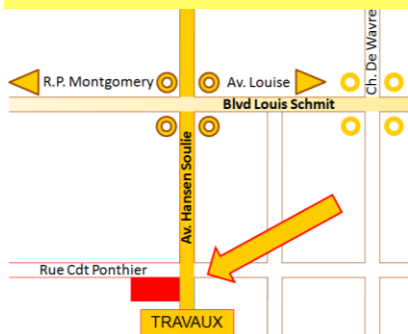 R.P. Montgomery
Av. Louise
Ch. De Wavre
Blvd Louis Schmit
Av. Hansen Soulie
Rue Cdt Ponthier
TRAVAUX